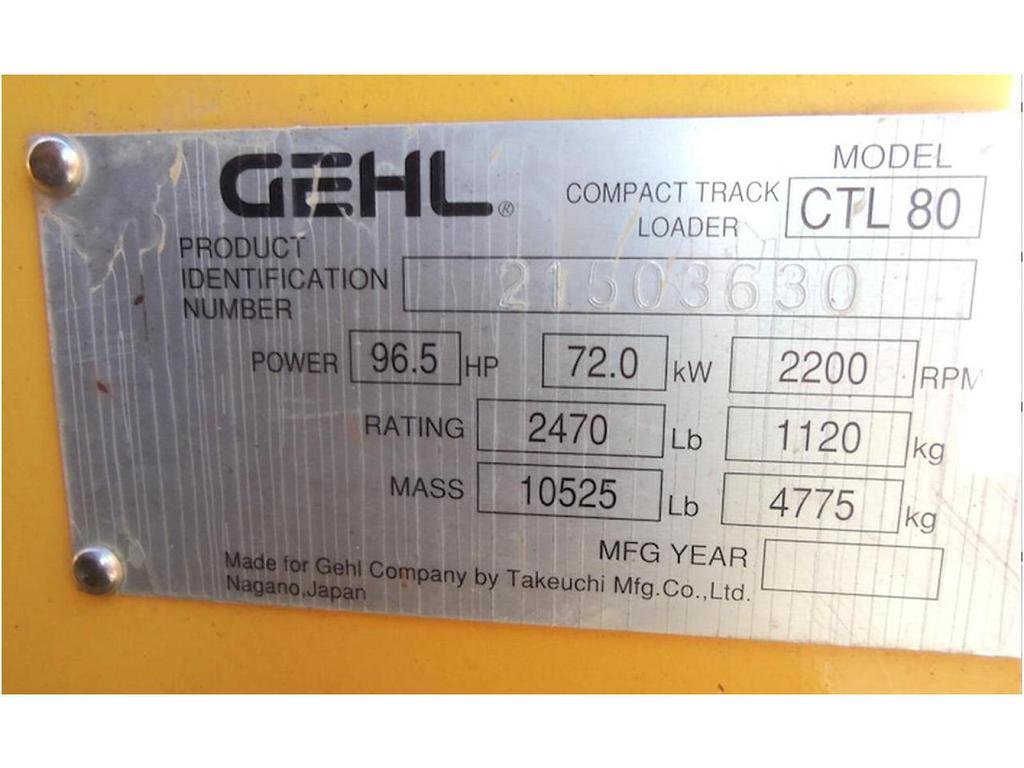 GEHL®
MODEL
COMPACT TRACK LOADER
CTL 80
PRODUCT IDENTIFICATION NUMBER
21503630
POWER 96.5 HP 72.0 kW 2200 RPM
RATING 2470 Lb 1120 kg
MASS 10525 Lb 4775 kg
MFG YEAR
Made for Gehl Company by Takeuchi Mfg.Co.,Ltd.
Nagano,Japan